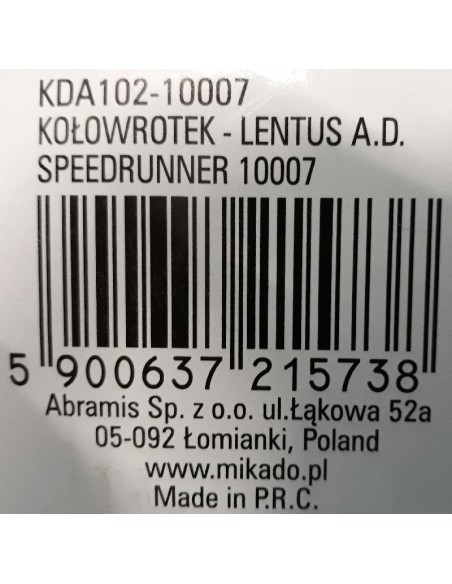 KDA102-10007
KOŁOWROTEK - LENTUS A.D.
SPEEDRUNNER 10007
5 900637 215738
Abramis Sp. z o.o. ul.Łąkowa 52a
05-092 Łomianki, Poland
www.mikado.pl
Made in P.R.C.